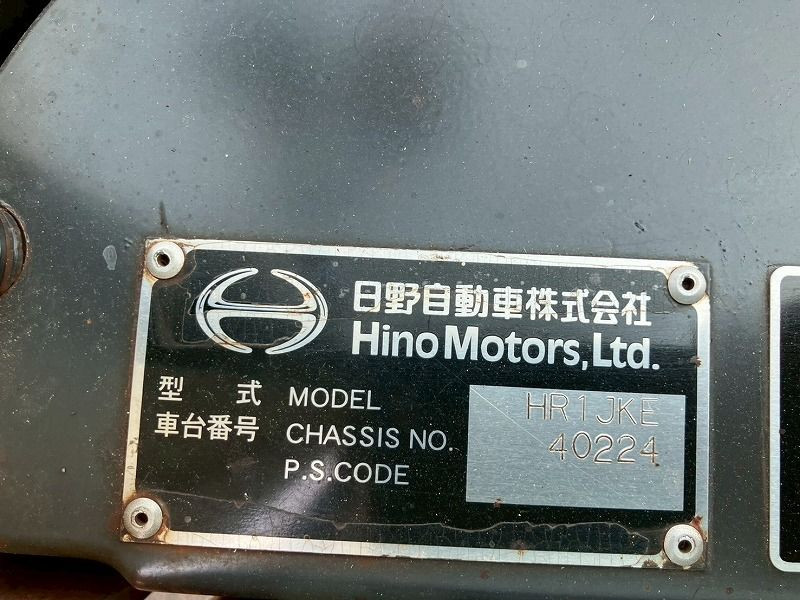 日野自動車株式会社
Hino Motors, Ltd.
型 式 MODEL HR1JKE
車台番号 CHASSIS NO. 40224
P.S.CODE